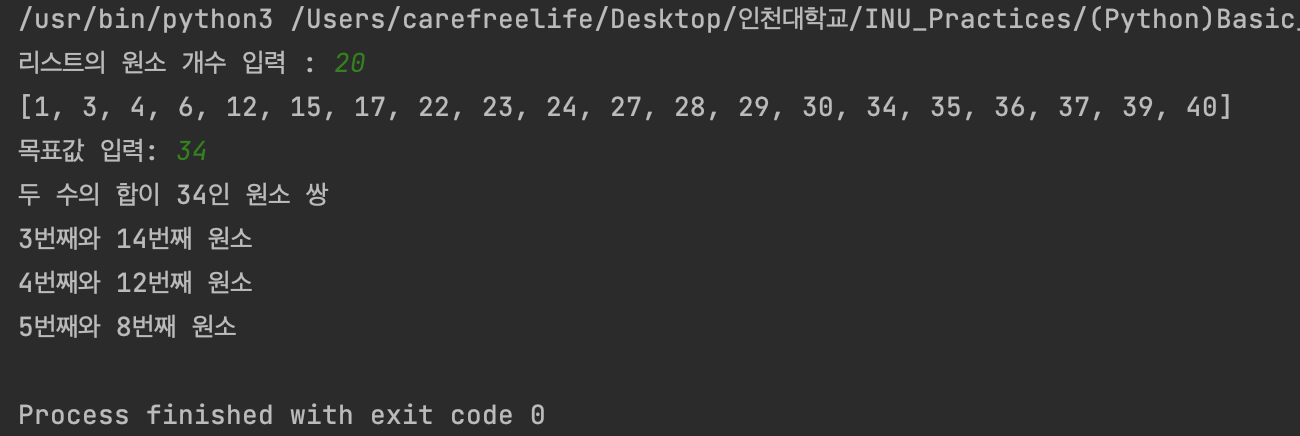 /usr/bin/python3 /Users/carefreelife/Desktop/인천대학교/INU_Practices/(Python)Basic_
리스트의 원소 개수 입력 : 20
[1, 3, 4, 6, 12, 15, 17, 22, 23, 24, 27, 28, 29, 30, 34, 35, 36, 37, 39, 40]
목표값 입력: 34
두 수의 합이 34인 원소 쌍
3번째와 14번째 원소
4번째와 12번째 원소
5번째와 8번째 원소
Process finished with exit code 0